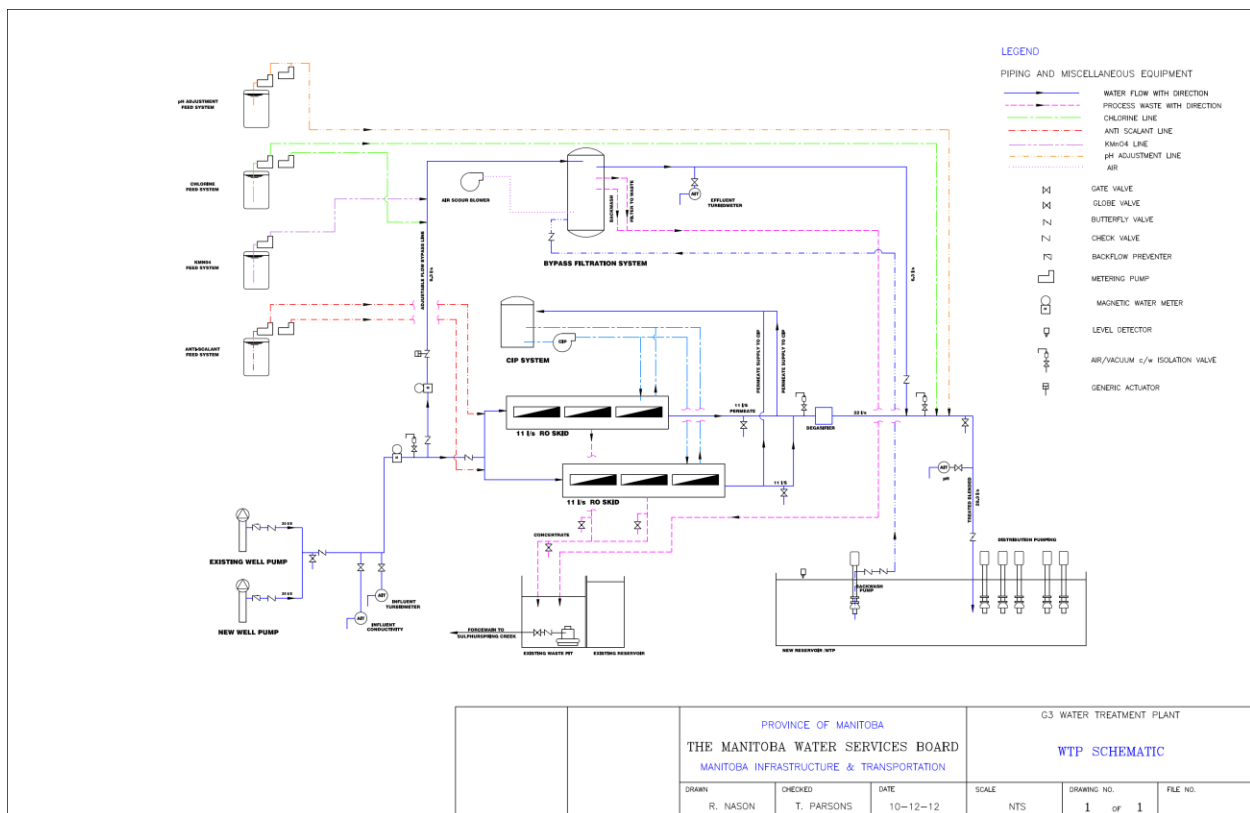 LEGEND
PIPING AND MISCELLANEOUS EQUIPMENT
WATER FLOW WITH DIRECTION
PROCESS WASTE WITH DIRECTION
CHLORINE LINE
ANTI SCALANT LINE
KMnO4 LINE
pH ADJUSTMENT LINE
AIR
GATE VALVE
GLOBE VALVE
BUTTERFLY VALVE
CHECK VALVE
BACKFLOW PREVENTER
METERING PUMP
MAGNETIC WATER METER
LEVEL DETECTOR
AIR/VACUUM c/w ISOLATION VALVE
GENERIC ACTUATOR
pH ADJUSTMENT
FEED SYSTEM
CHLORINE
FEED SYSTEM
KMNO4
FEED SYSTEM
ANTI-SCALANT
FEED SYSTEM
AIR SCOUR BLOWER
BACKWASH
FILTER TO WASTE
EFFLUENT
TURBIDMETER
BYPASS FILTRATION SYSTEM
ADJUSTABLE FLOW BYPASS LINE
CIP SYSTEM
CIP
PERMEATE SUPPLY TO CIP
PERMEATE SUPPLY TO CIP
11 l/s
PERMEATE
DEGASIFIER
22 l/s
11 l/s RO SKID
11 l/s RO SKID
11 l/s
M
M
EXISTING WELL PUMP
NEW WELL PUMP
INFLUENT
TURBIDMETER
INFLUENT
CONDUCTIVITY
CONCENTRATE
FORCEMAIN TO
SULPHURSPRING CREEK
EXISTING WASTE PIT
EXISTING RESERVOIR
pH
TREATED BLENDED
DISTRIBUTION PUMPING
BACKWASH
PUMP
NEW RESERVOIR/WTP
PROVINCE OF MANITOBA
THE MANITOBA WATER SERVICES BOARD
MANITOBA INFRASTRUCTURE & TRANSPORTATION
G3 WATER TREATMENT PLANT
WTP SCHEMATIC
DRAWN
R. NASON
CHECKED
T. PARSONS
DATE
10-12-12
SCALE
NTS
DRAWING NO.
1 OF 1
FILE NO.